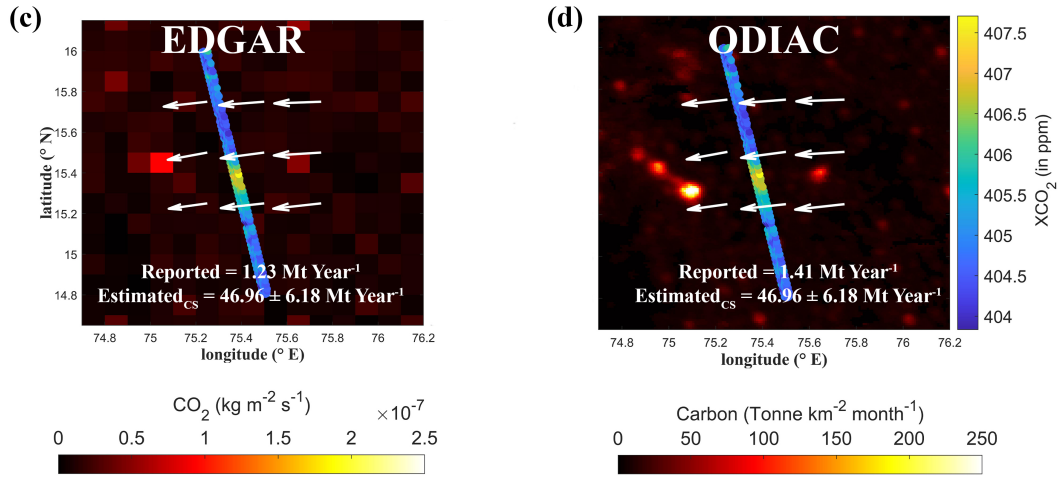 (c)
EDGAR
16
15.8
15.6
15.4
15.2
15
14.8
latitude (° N)
Reported = 1.23 Mt Year-1
EstimatedCS = 46.96 ± 6.18 Mt Year-1
74.8 75 75.2 75.4 75.6 75.8 76 76.2
longitude (° E)
CO2 (kg m-2 s-1)
×10-7
0 0.5 1 1.5 2 2.5
(d)
ODIAC
Reported = 1.41 Mt Year-1
EstimatedCS = 46.96 ± 6.18 Mt Year-1
74.8 75 75.2 75.4 75.6 75.8 76 76.2
longitude (° E)
407.5
407
406.5
406
405.5
405
404.5
404
XCO2 (in ppm)
Carbon (Tonne km-2 month-1)
0 50 100 150 200 250